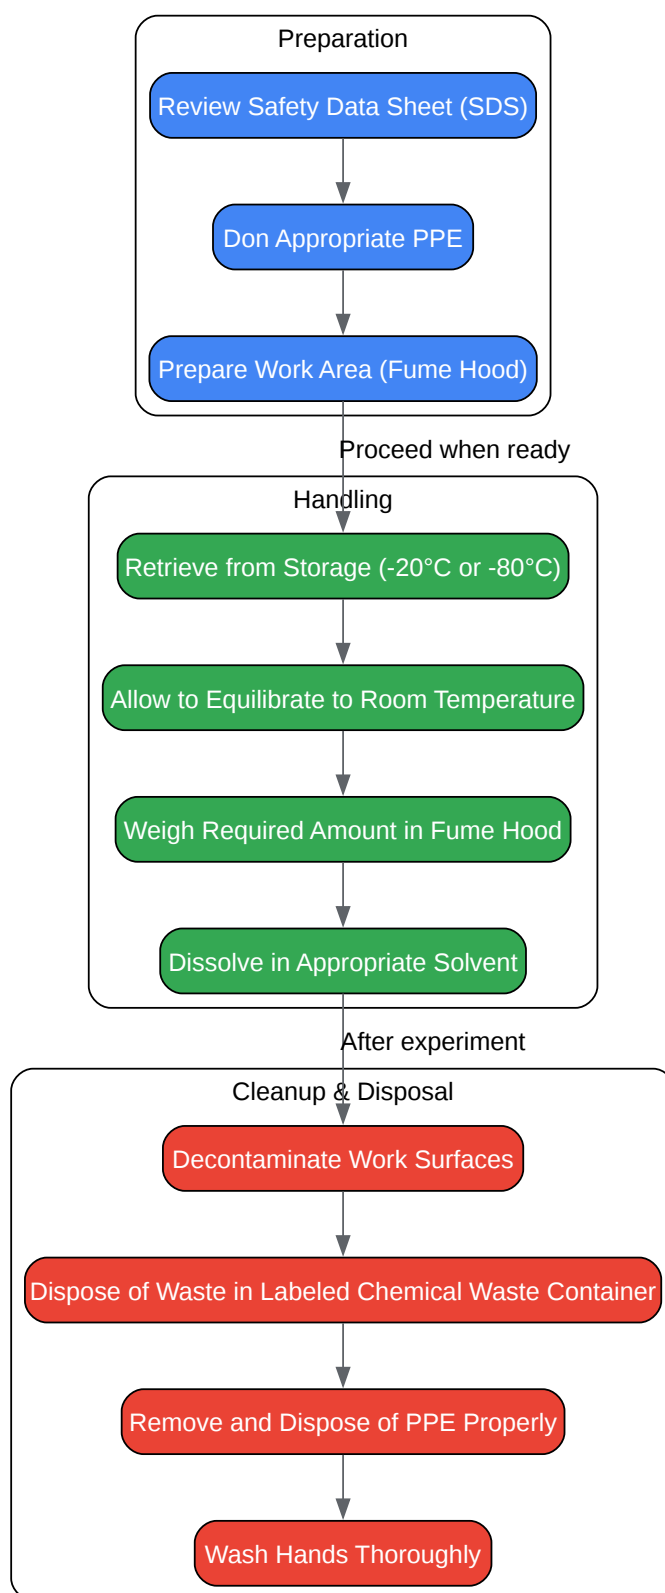 Preparation
Review Safety Data Sheet (SDS)
Don Appropriate PPE
Prepare Work Area (Fume Hood)
Proceed when ready
Handling
Retrieve from Storage (-20°C or -80°C)
Allow to Equilibrate to Room Temperature
Weigh Required Amount in Fume Hood
Dissolve in Appropriate Solvent
After experiment
Cleanup & Disposal
Decontaminate Work Surfaces
Dispose of Waste in Labeled Chemical Waste Container
Remove and Dispose of PPE Properly
Wash Hands Thoroughly